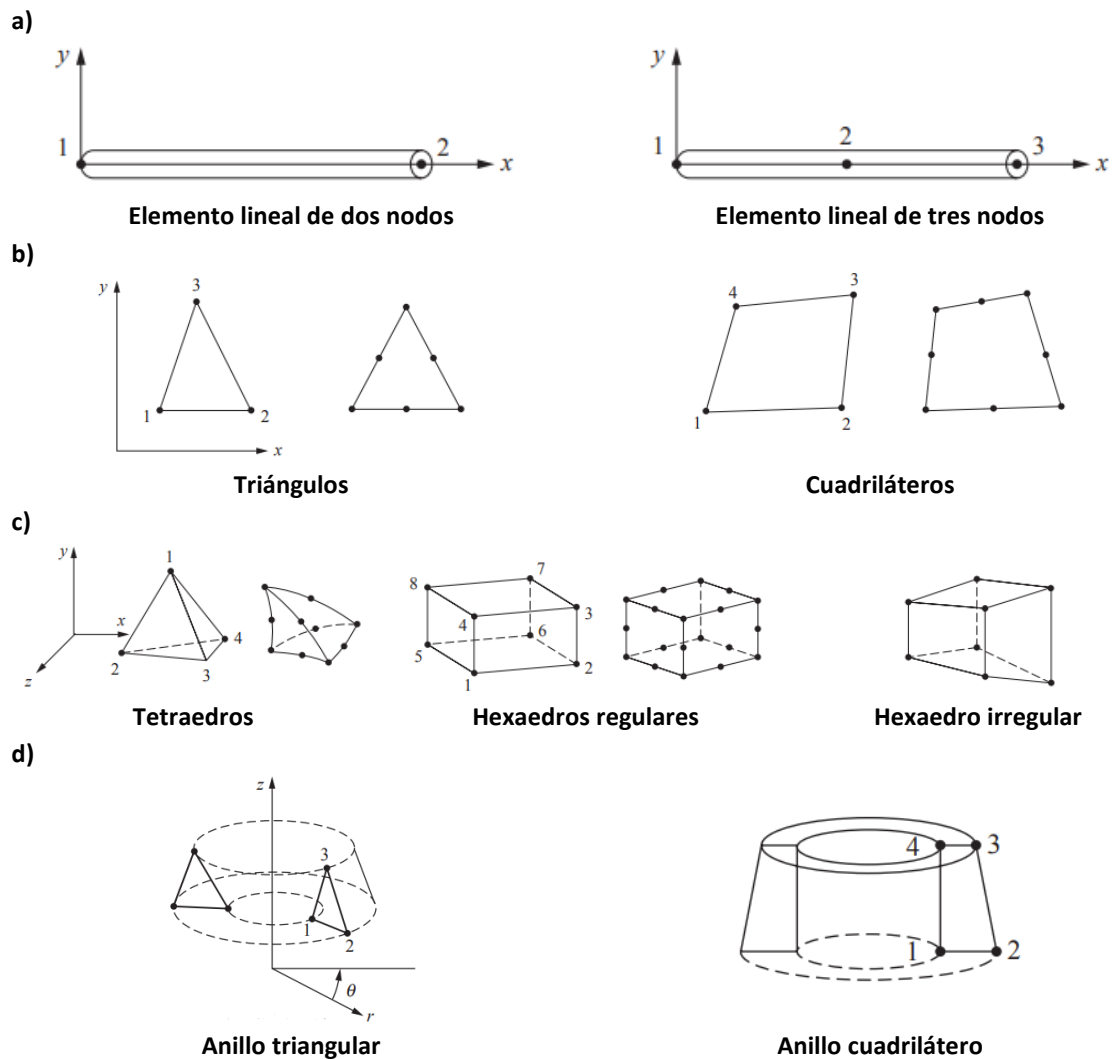 a)
y
1
2
x
Elemento lineal de dos nodos
y
1
2
3
x
Elemento lineal de tres nodos
b)
y
3
1
2
x
Triángulos
4
3
1
2
Cuadriláteros
c)
y
1
x
4
2
3
z
Tetraedros
7
8
3
4
6
5
2
1
Hexaedros regulares
Hexaedro irregular
d)
z
3
1
2
θ
r
Anillo triangular
4
3
1
2
Anillo cuadrilátero